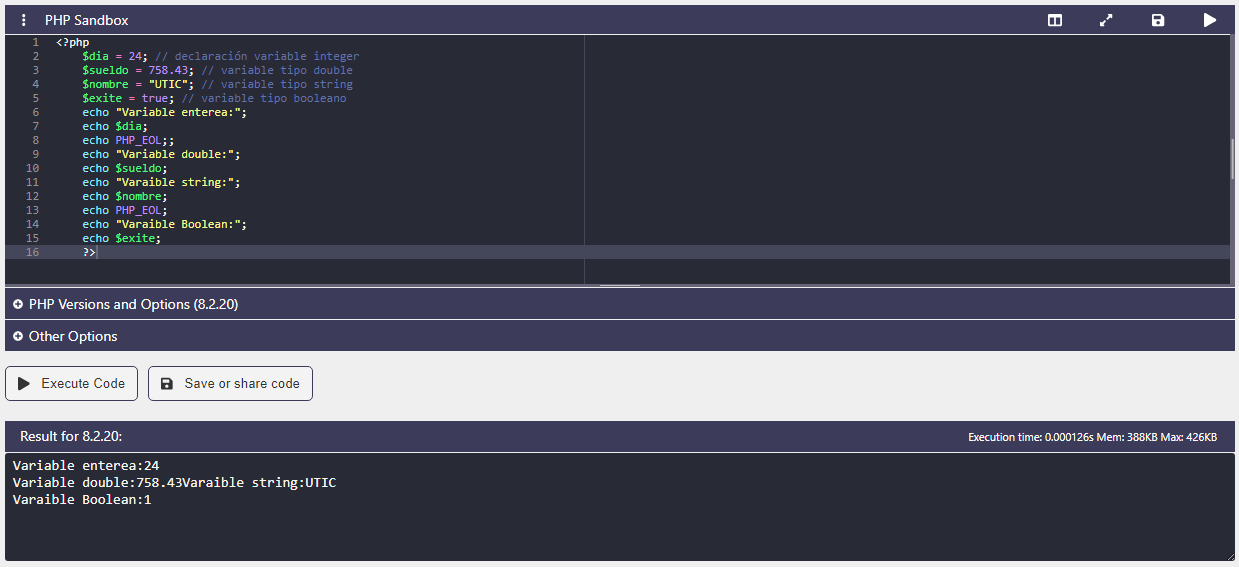 PHP Sandbox
1 <?php
2 $dia = 24; // declaración variable integer
3 $sueldo = 758.43; // variable tipo double
4 $nombre = "UTIC"; // variable tipo string
5 $exite = true; // variable tipo booleano
6 echo "Variable enterea:";
7 echo $dia;
8 echo PHP_EOL;;
9 echo "Variable double:";
10 echo $sueldo;
11 echo "Varaible string:";
12 echo $nombre;
13 echo PHP_EOL;
14 echo "Varaible Boolean:";
15 echo $exite;
16 ?>
PHP Versions and Options (8.2.20)
Other Options
Execute Code Save or share code
Result for 8.2.20: Execution time: 0.000126s Mem: 388KB Max: 426KB
Variable enterea:24
Variable double:758.43Varaible string:UTIC
Varaible Boolean:1